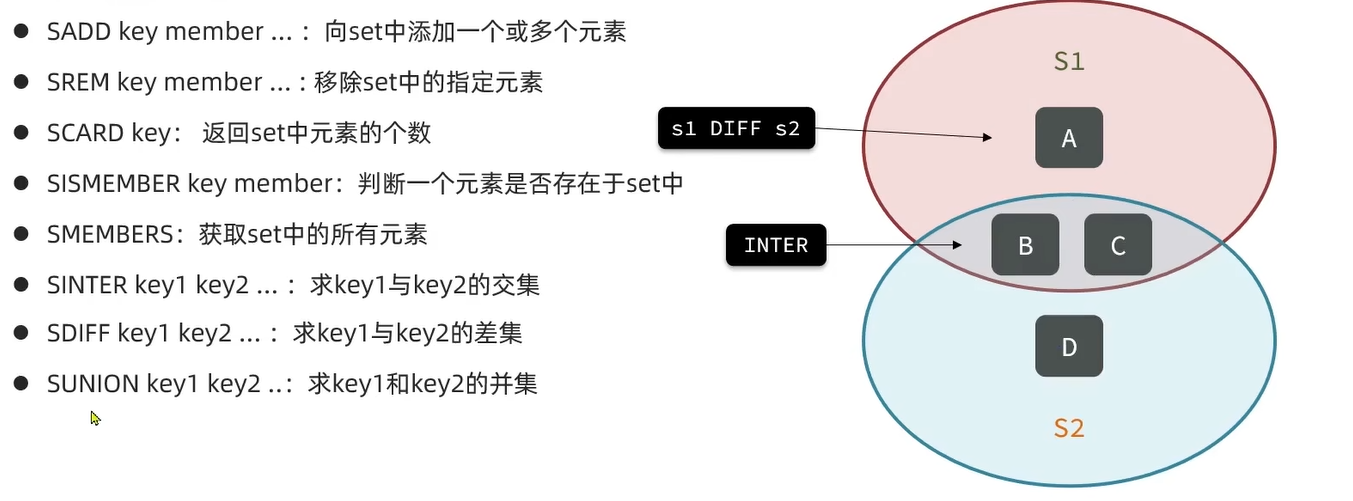 ● SADD key member ... ：向set中添加一个或多个元素
● SREM key member ... : 移除set中的指定元素
● SCARD key： 返回set中元素的个数
● SISMEMBER key member：判断一个元素是否存在于set中
● SMEMBERS：获取set中的所有元素
● SINTER key1 key2 ... ：求key1与key2的交集
● SDIFF key1 key2 ... ：求key1与key2的差集
● SUNION key1 key2 ..：求key1和key2的并集
S1
s1 DIFF s2
A
INTER
B C
D
S2